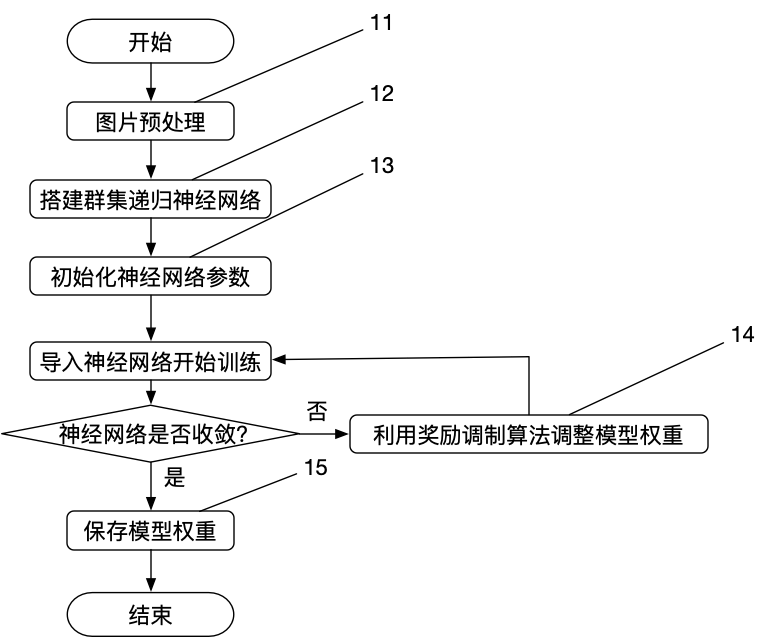 开始
11
图片预处理
12
搭建群集递归神经网络
13
初始化神经网络参数
导入神经网络开始训练
14
神经网络是否收敛?
否
利用奖励调制算法调整模型权重
是
15
保存模型权重
结束